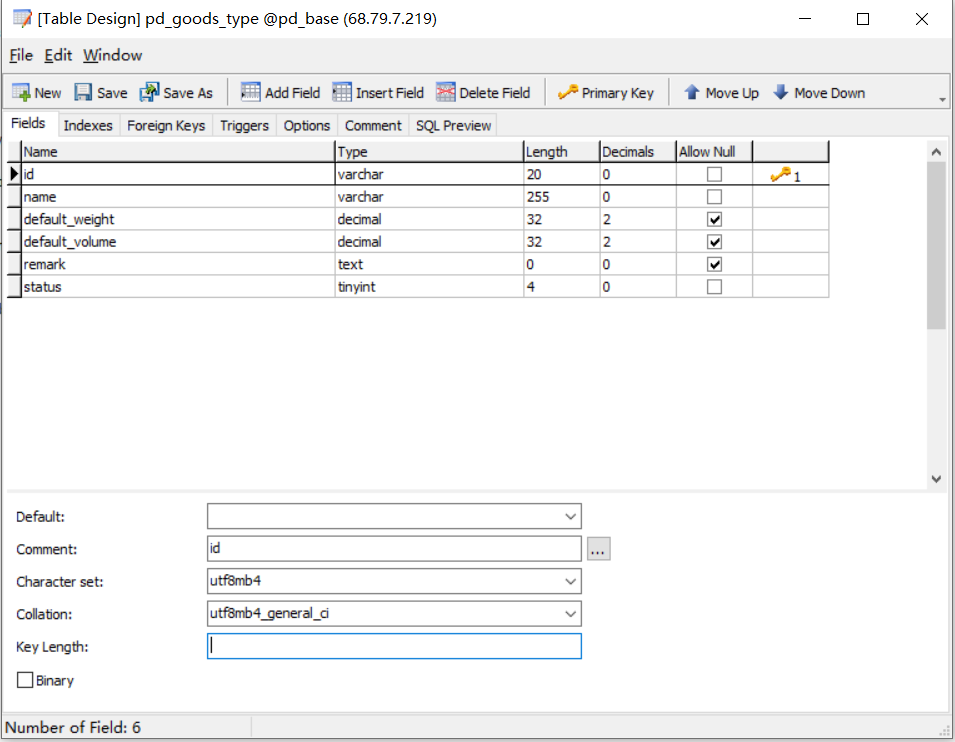 [Table Design] pd_goods_type @pd_base (68.79.7.219)
File Edit Window
New Save Save As Add Field Insert Field Delete Field Primary Key Move Up Move Down
Fields Indexes Foreign Keys Triggers Options Comment SQL Preview
Name Type Length Decimals Allow Null
id varchar 20 0 1
name varchar 255 0
default_weight decimal 32 2
default_volume decimal 32 2
remark text 0 0
status tinyint 4 0
Default:
Comment: id ...
Character set: utf8mb4
Collation: utf8mb4_general_ci
Key Length:
Binary
Number of Field: 6